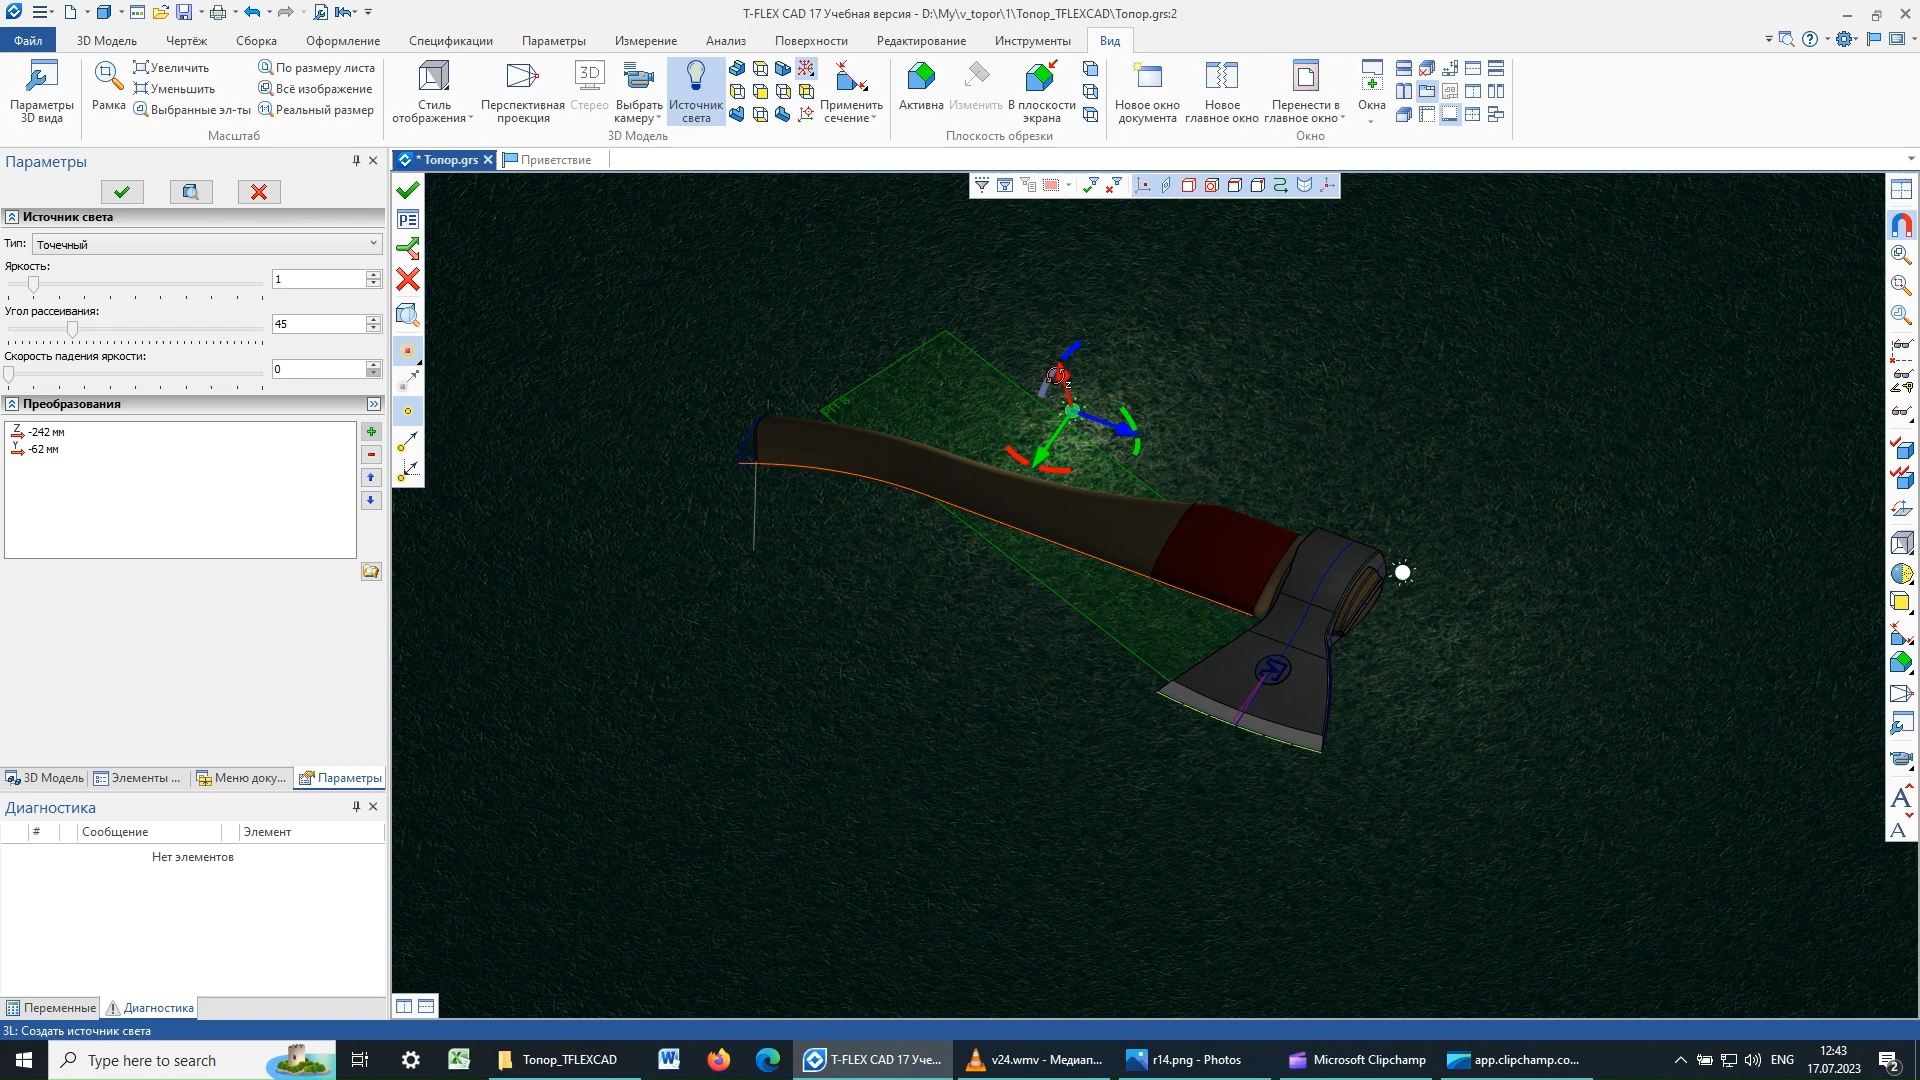 T-FLEX CAD 17 Учебная версия - D:\My\v_topor\1\Топор_TFLEXCAD\Топор.grs:2
Файл 3D Модель Чертёж Сборка Оформление Спецификации Параметры Измерение Анализ Поверхности Редактирование Инструменты Вид
Параметры 3D вида
Рамка
Увеличить
Уменьшить
Выбранные эл-ты
По размеру листа
Всё изображение
Реальный размер
Масштаб
Стиль отображения
Перспективная проекция
3D
Стерео
Выбрать камеру
Источник света
Применить сечение
3D Модель
Активна
Изменить
В плоскости экрана
Плоскость обрезки
Новое окно документа
Новое главное окно
Перенести в главное окно
Окна
Окно
Параметры
* Топор.grs
Приветствие
Источник света
Тип: Точечный
Яркость:
1
Угол рассеивания:
45
Скорость падения яркости:
0
Преобразования
Z -242 мм
Y -62 мм
z
3D Модель Элементы ... Меню доку... Параметры
Диагностика
# Сообщение Элемент
Нет элементов
Переменные Диагностика
3L: Создать источник света
Type here to search
Топор_TFLEXCAD
T-FLEX CAD 17 Уче...
v24.wmv - Медиап...
r14.png - Photos
Microsoft Clipchamp
app.clipchamp.co...
ENG
12:43
17.07.2023
2